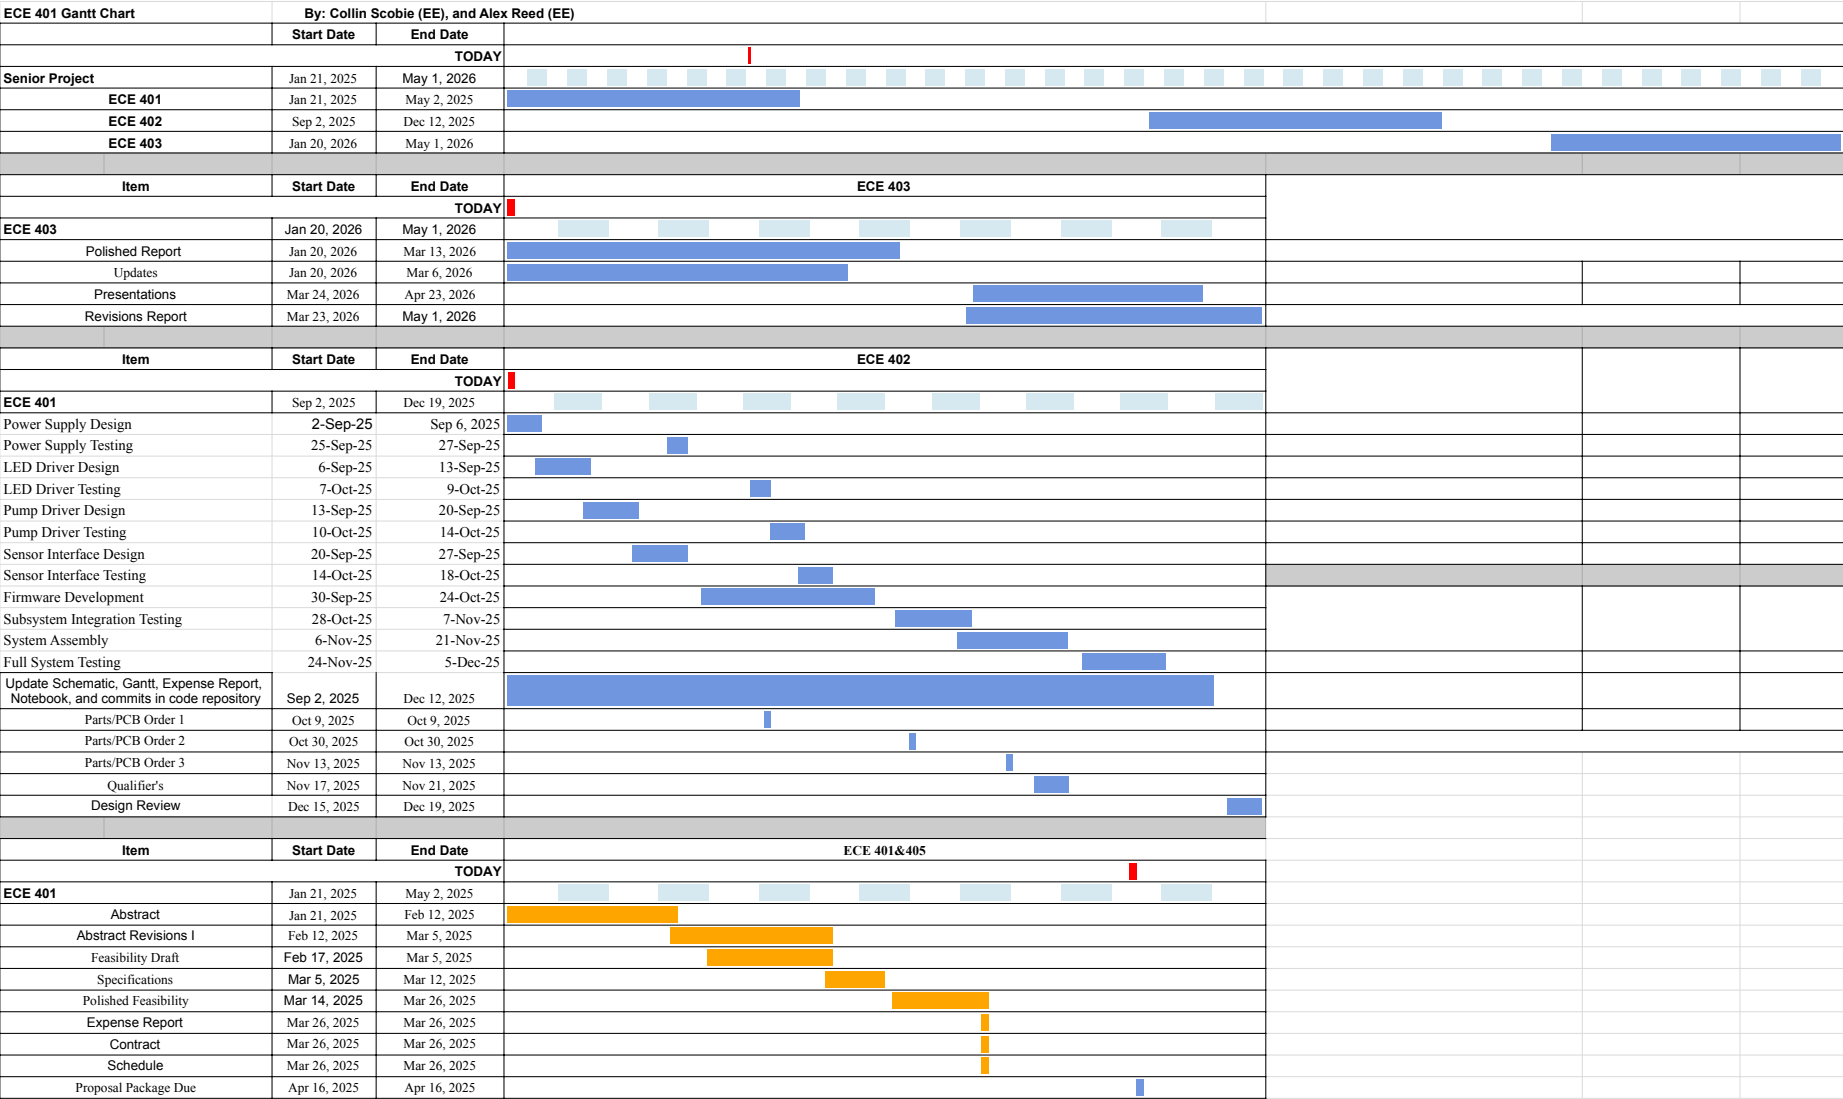 ECE 401 Gantt Chart By: Collin Scobie (EE), and Alex Reed (EE)
Start Date End Date
TODAY
Senior Project Jan 21, 2025 May 1, 2026
ECE 401 Jan 21, 2025 May 2, 2025
ECE 402 Sep 2, 2025 Dec 12, 2025
ECE 403 Jan 20, 2026 May 1, 2026
Item Start Date End Date ECE 403
TODAY
ECE 403 Jan 20, 2026 May 1, 2026
Polished Report Jan 20, 2026 Mar 13, 2026
Updates Jan 20, 2026 Mar 6, 2026
Presentations Mar 24, 2026 Apr 23, 2026
Revisions Report Mar 23, 2026 May 1, 2026
Item Start Date End Date ECE 402
TODAY
ECE 401 Sep 2, 2025 Dec 19, 2025
Power Supply Design 2-Sep-25 Sep 6, 2025
Power Supply Testing 25-Sep-25 27-Sep-25
LED Driver Design 6-Sep-25 13-Sep-25
LED Driver Testing 7-Oct-25 9-Oct-25
Pump Driver Design 13-Sep-25 20-Sep-25
Pump Driver Testing 10-Oct-25 14-Oct-25
Sensor Interface Design 20-Sep-25 27-Sep-25
Sensor Interface Testing 14-Oct-25 18-Oct-25
Firmware Development 30-Sep-25 24-Oct-25
Subsystem Integration Testing 28-Oct-25 7-Nov-25
System Assembly 6-Nov-25 21-Nov-25
Full System Testing 24-Nov-25 5-Dec-25
Update Schematic, Gantt, Expense Report,
Notebook, and commits in code repository Sep 2, 2025 Dec 12, 2025
Parts/PCB Order 1 Oct 9, 2025 Oct 9, 2025
Parts/PCB Order 2 Oct 30, 2025 Oct 30, 2025
Parts/PCB Order 3 Nov 13, 2025 Nov 13, 2025
Qualifier's Nov 17, 2025 Nov 21, 2025
Design Review Dec 15, 2025 Dec 19, 2025
Item Start Date End Date ECE 401&405
TODAY
ECE 401 Jan 21, 2025 May 2, 2025
Abstract Jan 21, 2025 Feb 12, 2025
Abstract Revisions I Feb 12, 2025 Mar 5, 2025
Feasibility Draft Feb 17, 2025 Mar 5, 2025
Specifications Mar 5, 2025 Mar 12, 2025
Polished Feasibility Mar 14, 2025 Mar 26, 2025
Expense Report Mar 26, 2025 Mar 26, 2025
Contract Mar 26, 2025 Mar 26, 2025
Schedule Mar 26, 2025 Mar 26, 2025
Proposal Package Due Apr 16, 2025 Apr 16, 2025